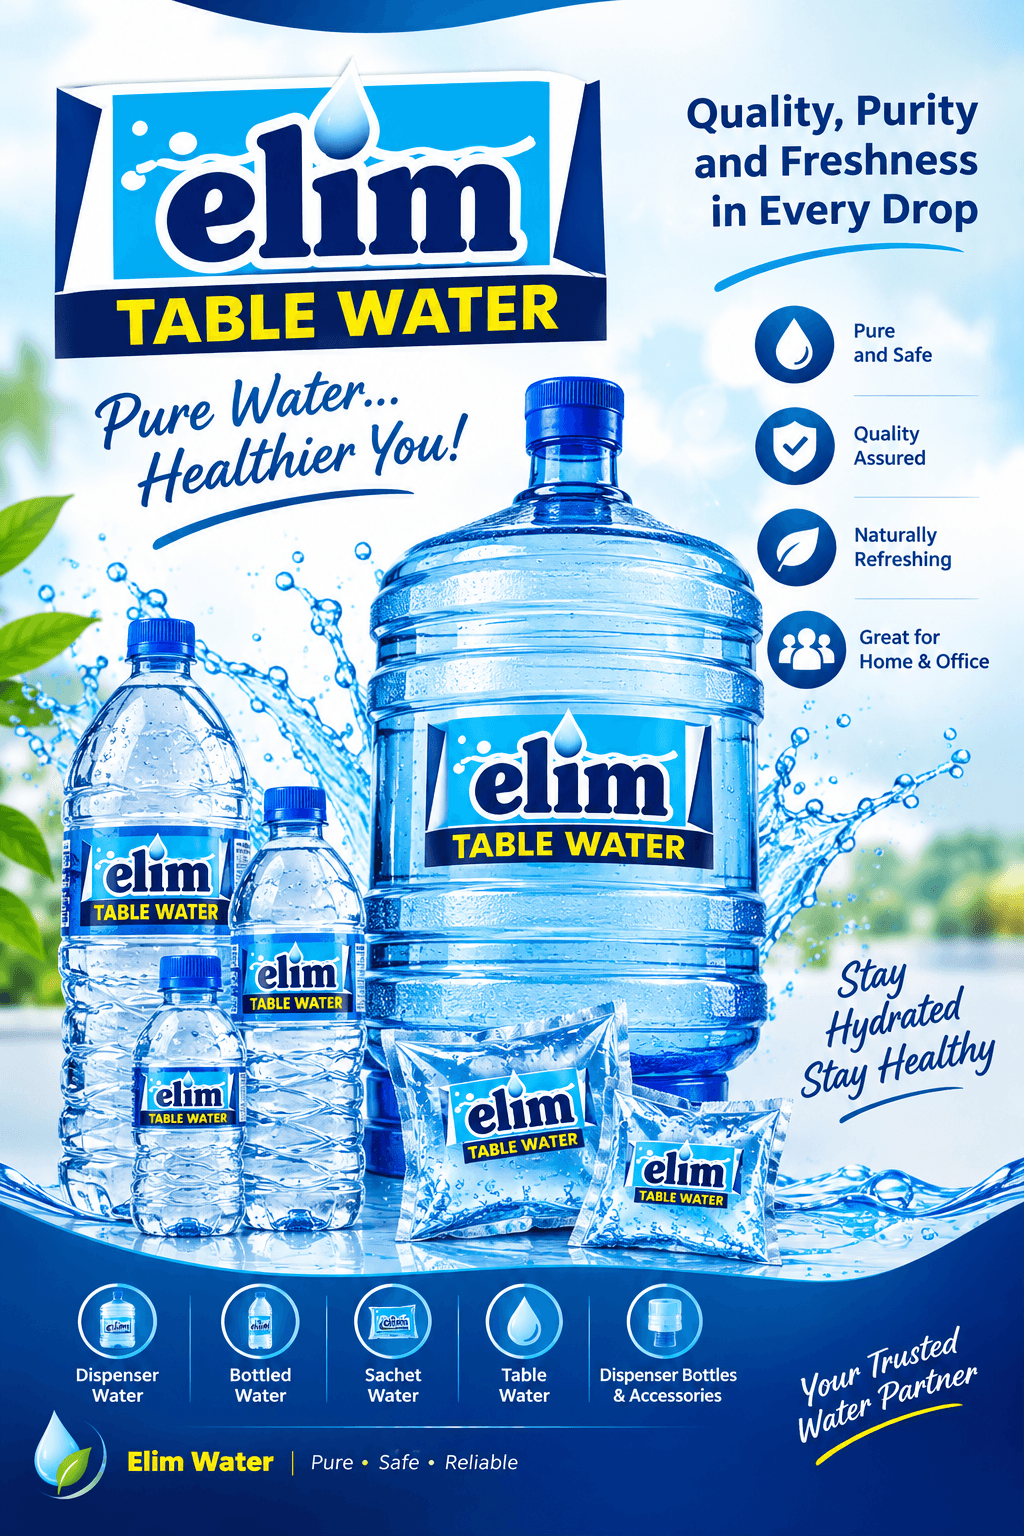 elim
TABLE WATER
Quality, Purity
and Freshness
in Every Drop
Pure Water...
Healthier You!
Pure
and Safe
Quality
Assured
Naturally
Refreshing
Great for
Home & Office
elim
TABLE WATER
elim
TABLE WATER
elim
TABLE WATER
elim
TABLE WATER
elim
TABLE WATER
elim
TABLE WATER
Stay
Hydrated
Stay Healthy
Dispenser
Water
Bottled
Water
Sachet
Water
Table
Water
Dispenser Bottles
& Accessories
Your Trusted
Water Partner
Elim Water | Pure • Safe • Reliable